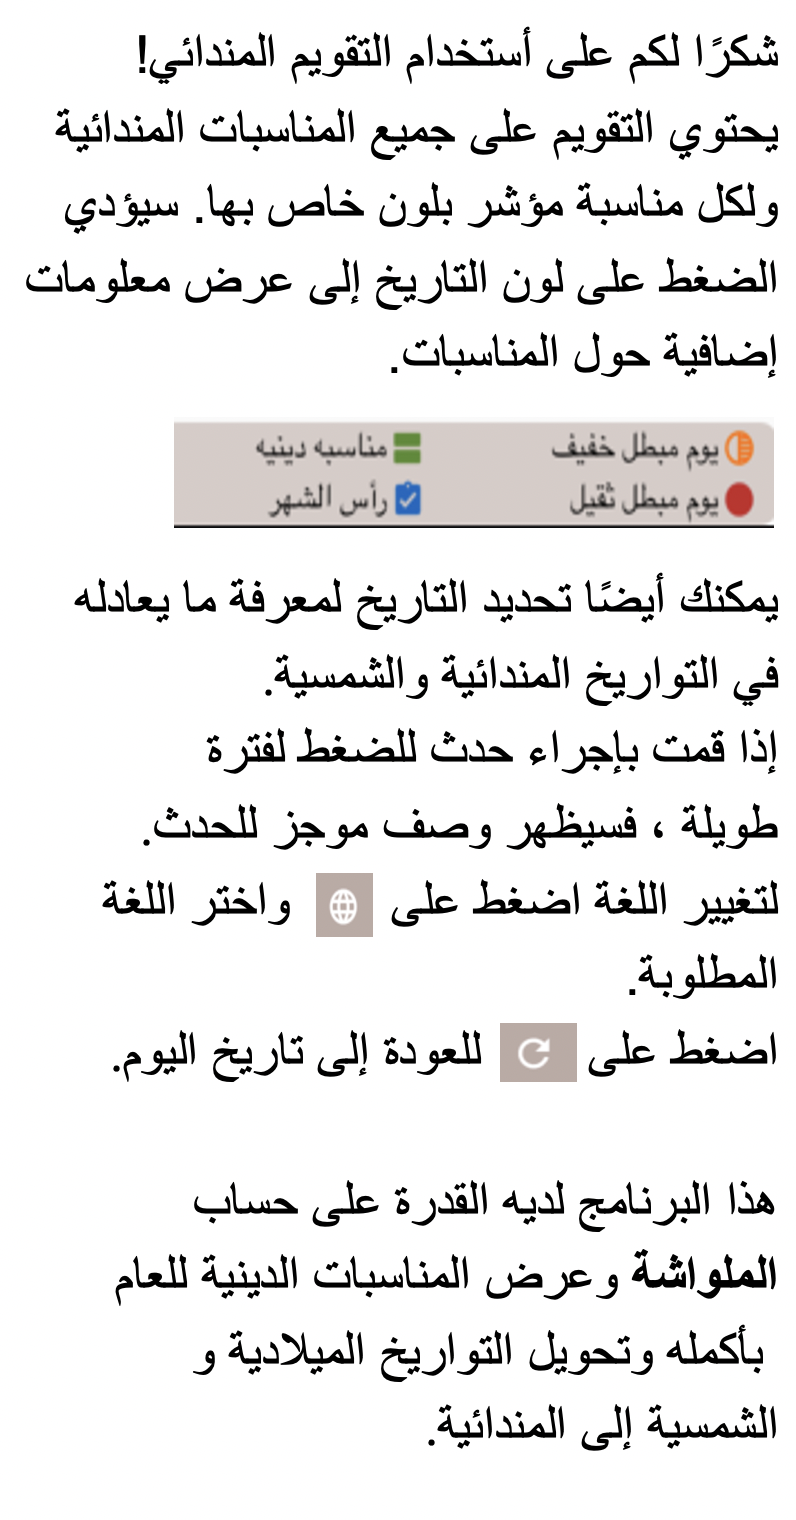 شكرًا لكم على أستخدام التقويم المندائي!
يحتوي التقويم على جميع المناسبات المندائية
ولكل مناسبة مؤشر بلون خاص بها. سيؤدي
الضغط على لون التاريخ إلى عرض معلومات
إضافية حول المناسبات.
يوم مبطل خفيف مناسبه دينيه
يوم مبطل ثقيل رأس الشهر
يمكنك أيضًا تحديد التاريخ لمعرفة ما يعادله
في التواريخ المندائية والشمسية.
إذا قمت بإجراء حدث للضغط لفترة
طويلة ، فسيظهر وصف موجز للحدث.
لتغيير اللغة اضغط على واختر اللغة
المطلوبة.
اضغط على للعودة إلى تاريخ اليوم.
هذا البرنامج لديه القدرة على حساب
الملواشة وعرض المناسبات الدينية للعام
بأكمله وتحويل التواريخ الميلادية و
الشمسية إلى المندائية.